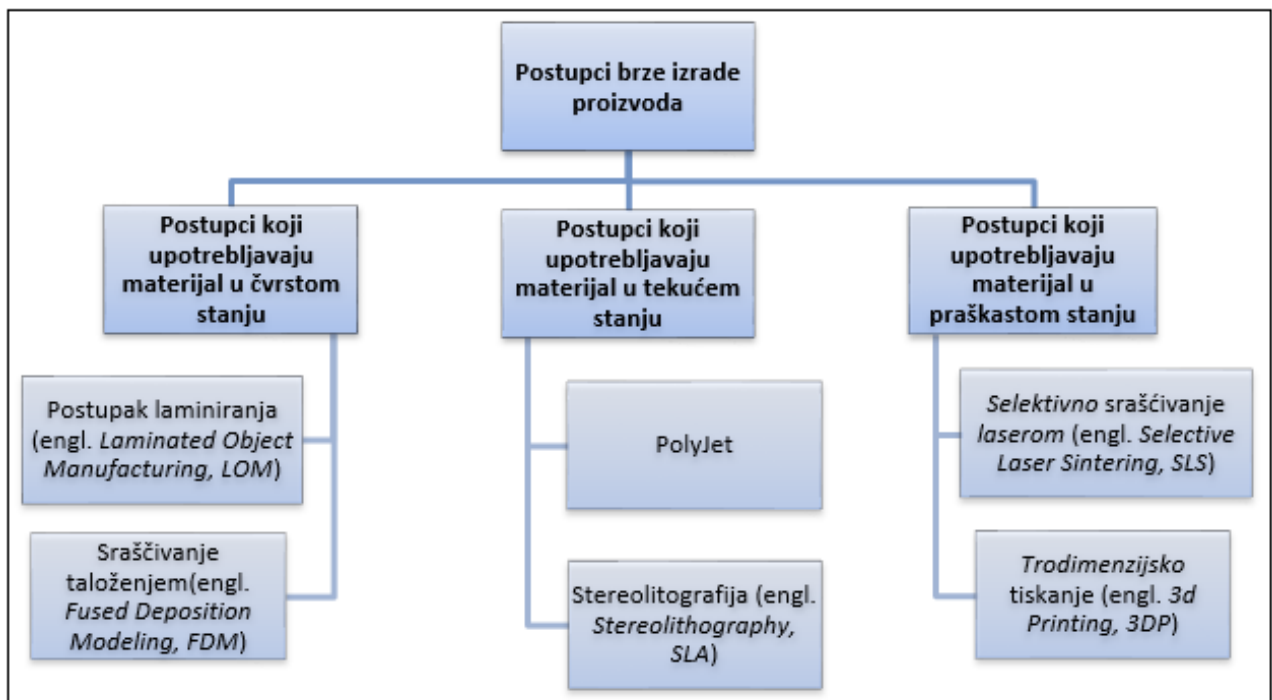 Postupci brze izrade
proizvoda
Postupci koji
upotrebljavaju
materijal u čvrstom
stanju
Postupci koji
upotrebljavaju
materijal u tekućem
stanju
Postupci koji
upotrebljavaju
materijal u
praškastom stanju
Postupak laminiranja
(engl. Laminated Object
Manufacturing, LOM)
PolyJet
Selektivno srašćivanje
laserom (engl. Selective
Laser Sintering, SLS)
Sraščivanje
taloženjem(engl.
Fused Deposition
Modeling, FDM)
Stereolitografija (engl.
Stereolithography,
SLA)
Trodimenzijsko
tiskanje (engl. 3d
Printing, 3DP)